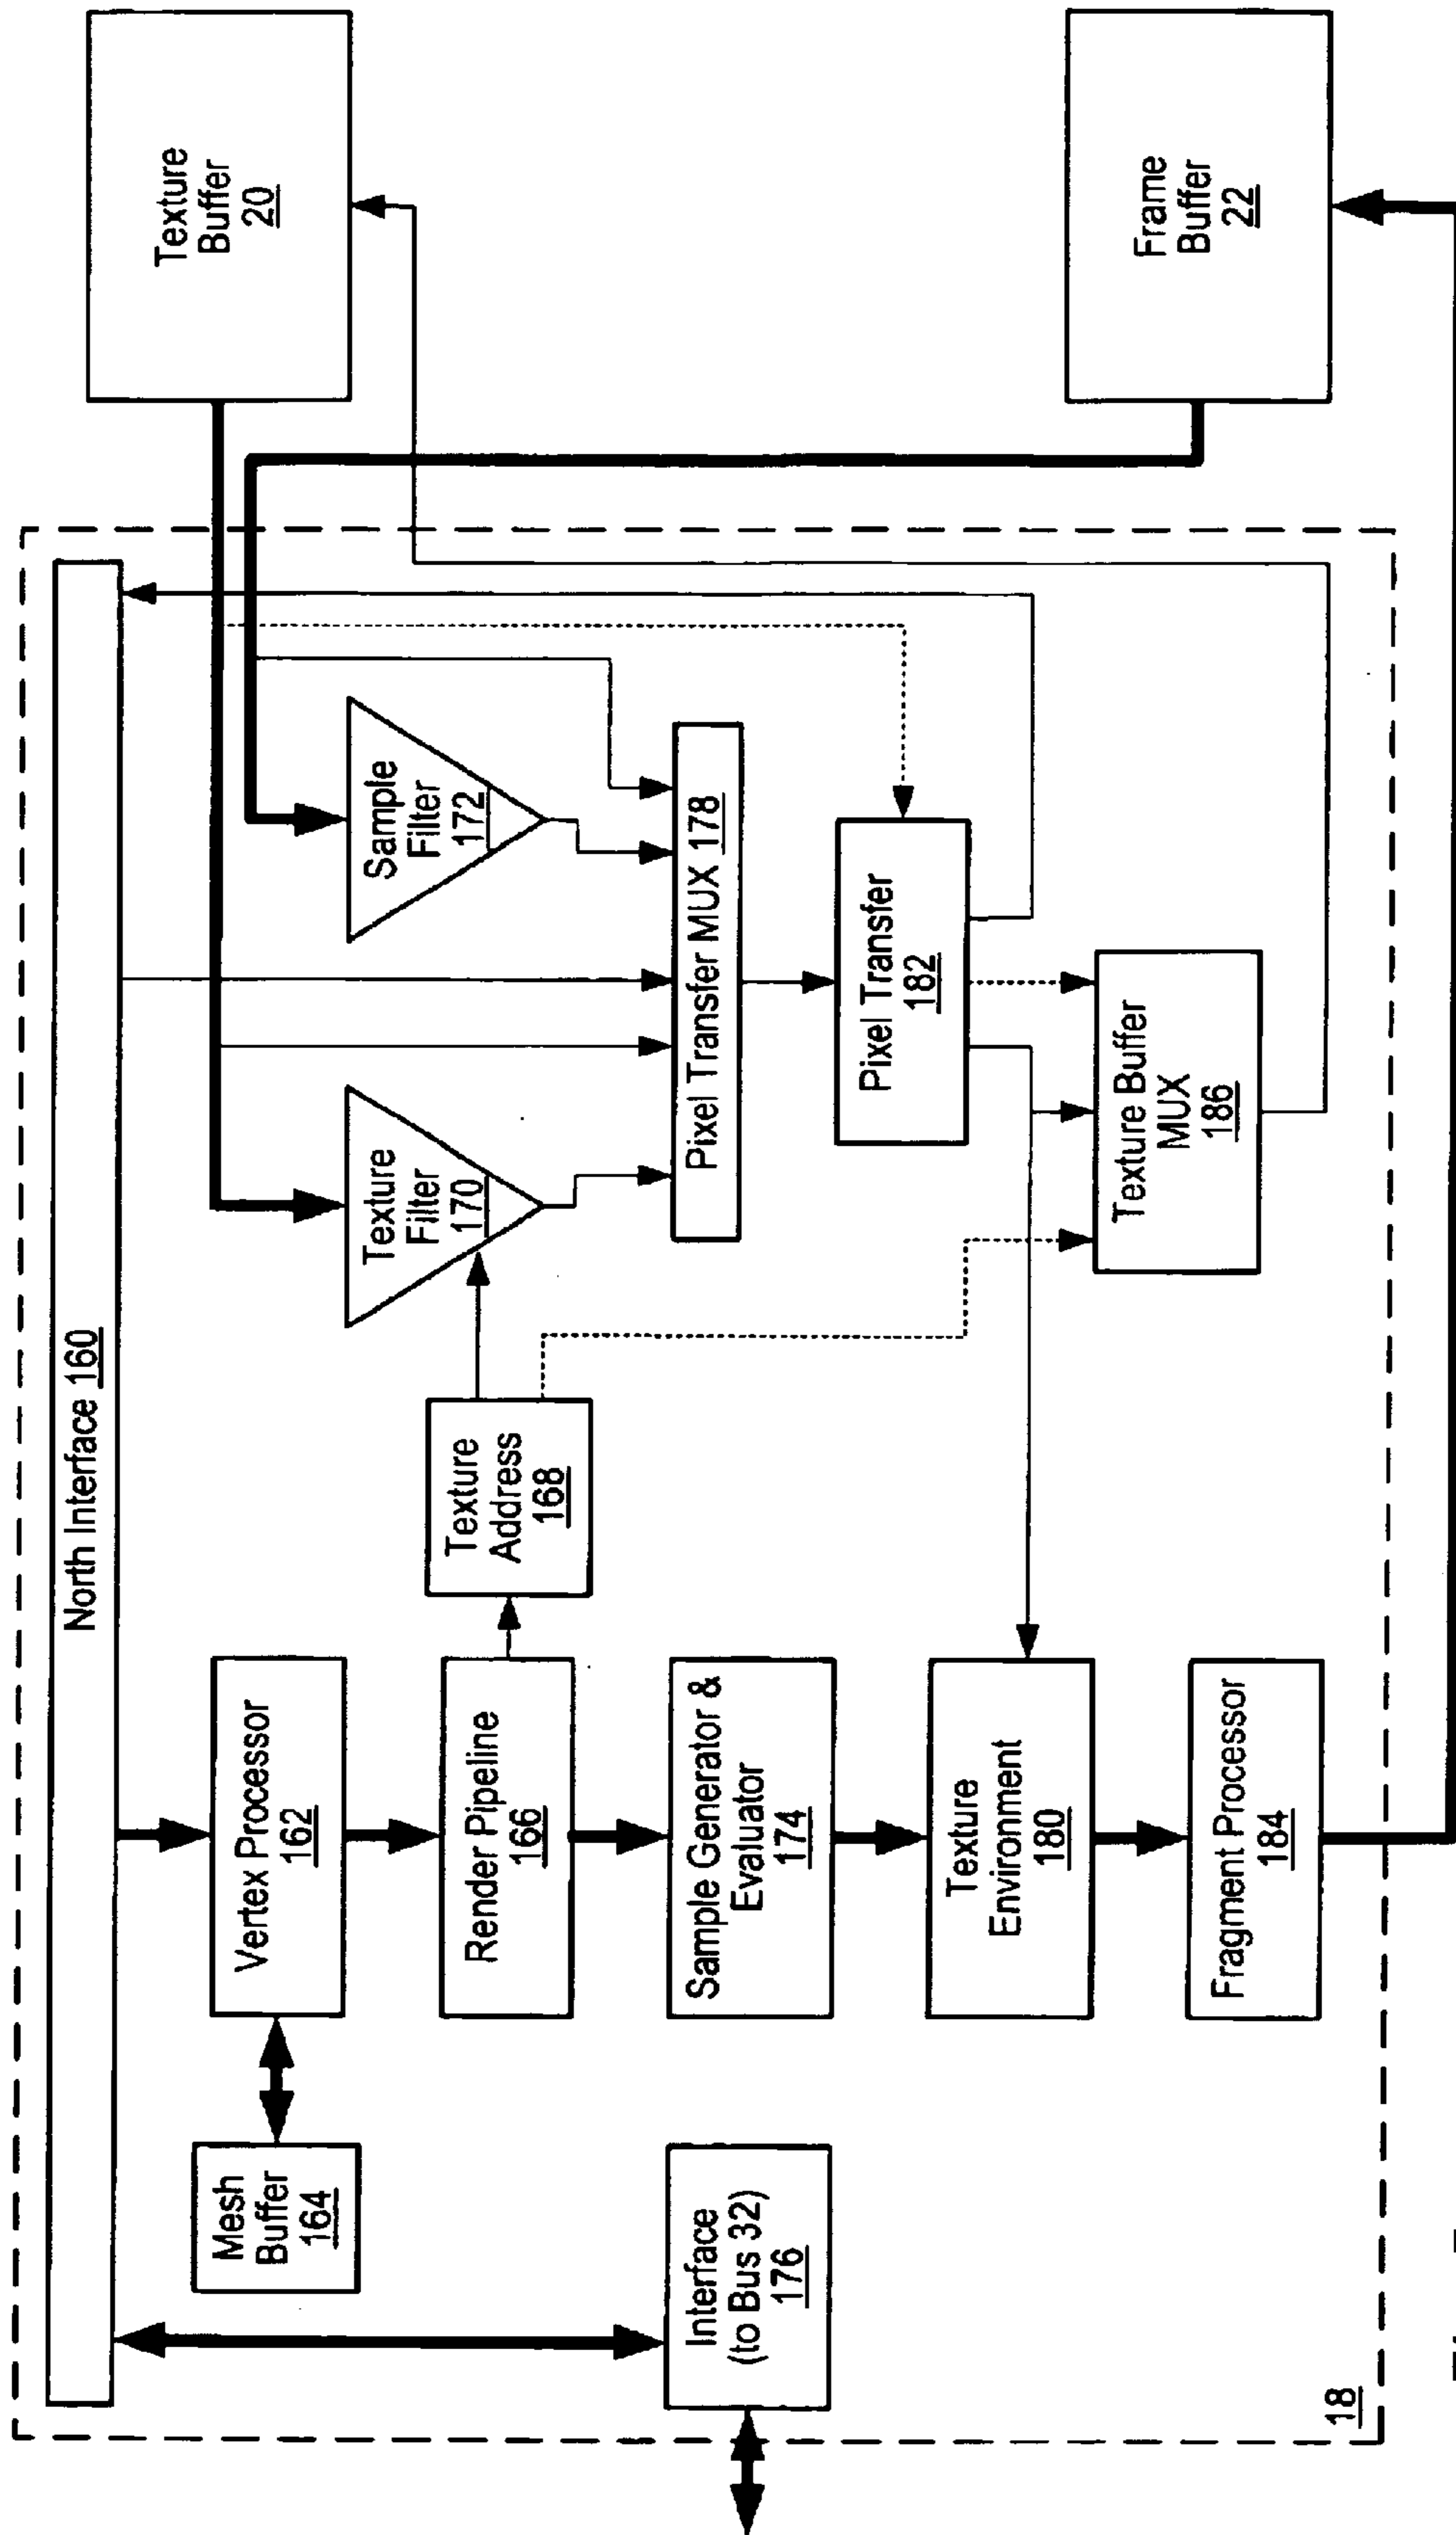 North Interface 160
Mesh
Buffer
164
Vertex Processor
162
Interface
(to Bus 32)
176
Render Pipeline
166
Texture
Address
168
Texture
Filter
170
Sample
Filter
172
Texture
Buffer
20
Sample Generator &
Evaluator
174
Pixel Transfer MUX 178
Texture
Environment
180
Pixel Transfer
182
Fragment Processor
184
Texture Buffer
MUX
186
Frame
Buffer
22
18